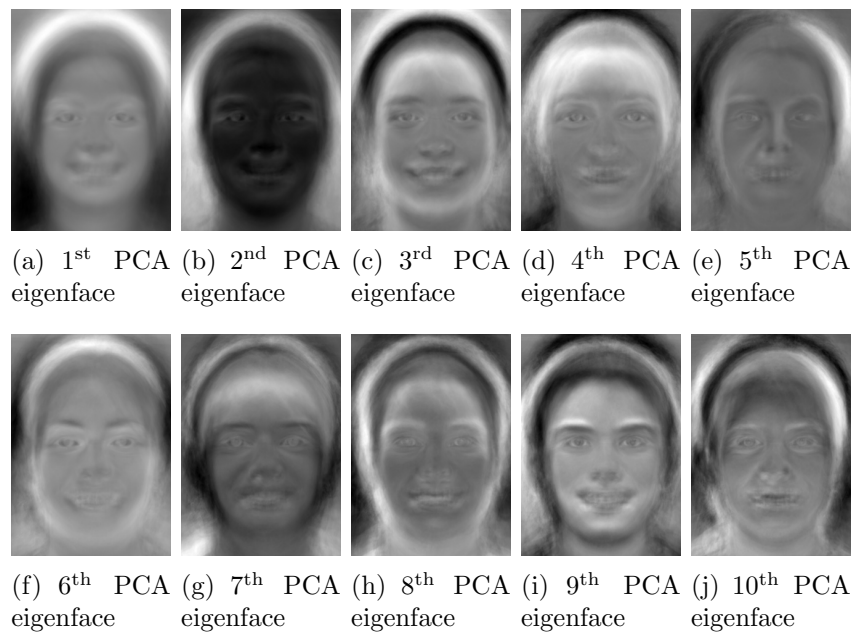 (a) 1st PCA eigenface
(b) 2nd PCA eigenface
(c) 3rd PCA eigenface
(d) 4th PCA eigenface
(e) 5th PCA eigenface
(f) 6th PCA eigenface
(g) 7th PCA eigenface
(h) 8th PCA eigenface
(i) 9th PCA eigenface
(j) 10th PCA eigenface